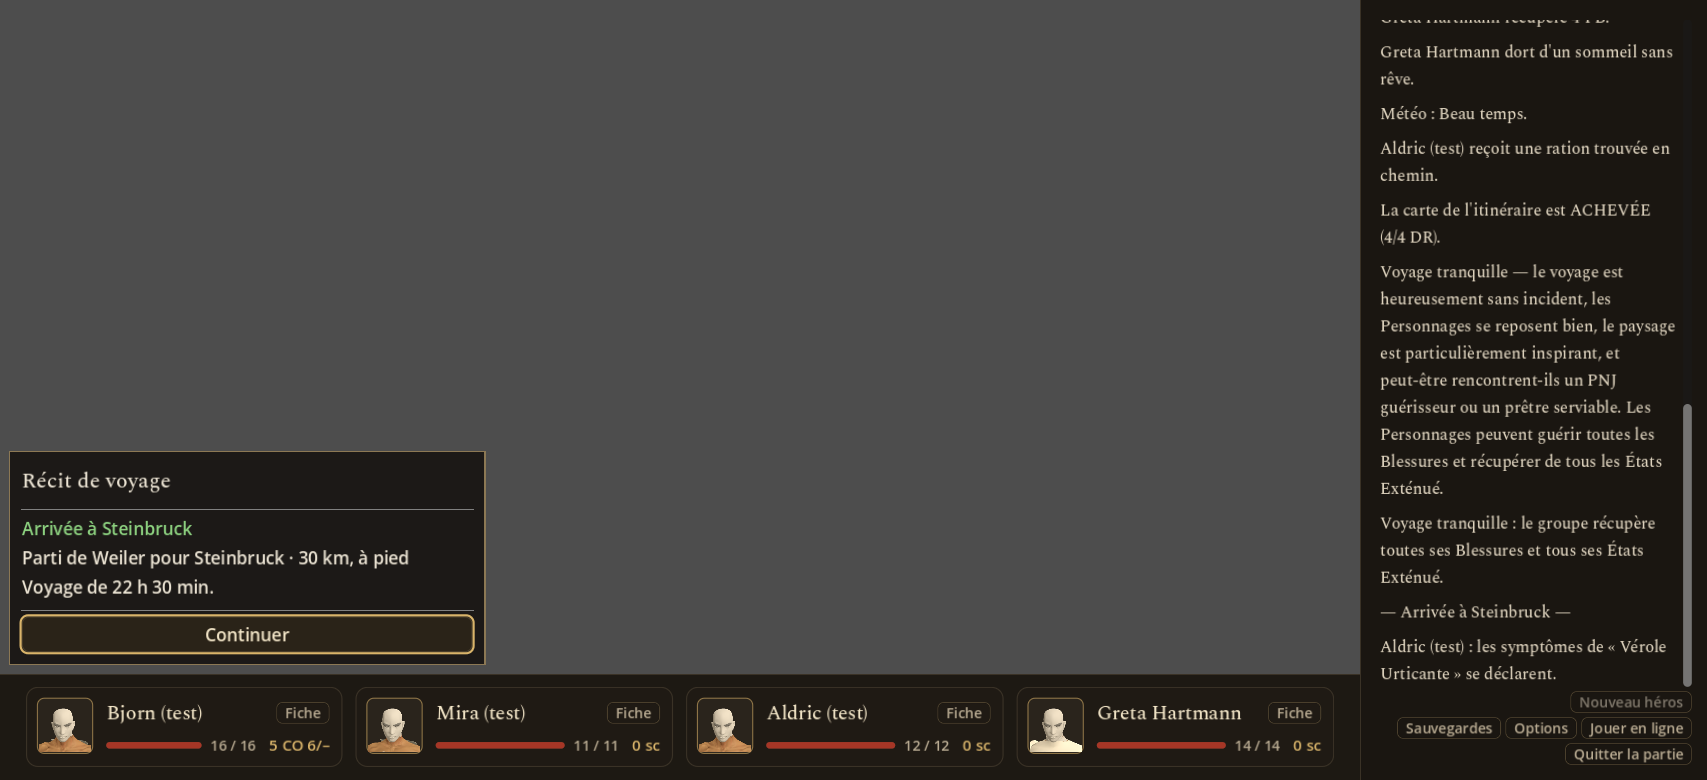 Récit de voyage
Arrivée à Steinbruck
Parti de Weiler pour Steinbruck · 30 km, à pied
Voyage de 22 h 30 min.
Continuer
Bjorn (test)
Fiche
16 / 16
5 CO 6/–
Mira (test)
Fiche
11 / 11
0 sc
Aldric (test)
Fiche
12 / 12
0 sc
Greta Hartmann
Fiche
14 / 14
0 sc
Greta Hartmann récupère 4 PB.
Greta Hartmann dort d'un sommeil sans
rêve.
Météo : Beau temps.
Aldric (test) reçoit une ration trouvée en
chemin.
La carte de l'itinéraire est ACHEVÉE
(4/4 DR).
Voyage tranquille — le voyage est
heureusement sans incident, les
Personnages se reposent bien, le paysage
est particulièrement inspirant, et
peut-être rencontrent-ils un PNJ
guérisseur ou un prêtre serviable. Les
Personnages peuvent guérir toutes les
Blessures et récupérer de tous les États
Exténué.
Voyage tranquille : le groupe récupère
toutes ses Blessures et tous ses États
Exténué.
— Arrivée à Steinbruck —
Aldric (test) : les symptômes de « Vérole
Urticante » se déclarent.
Nouveau héros
Sauvegardes
Options
Jouer en ligne
Quitter la partie